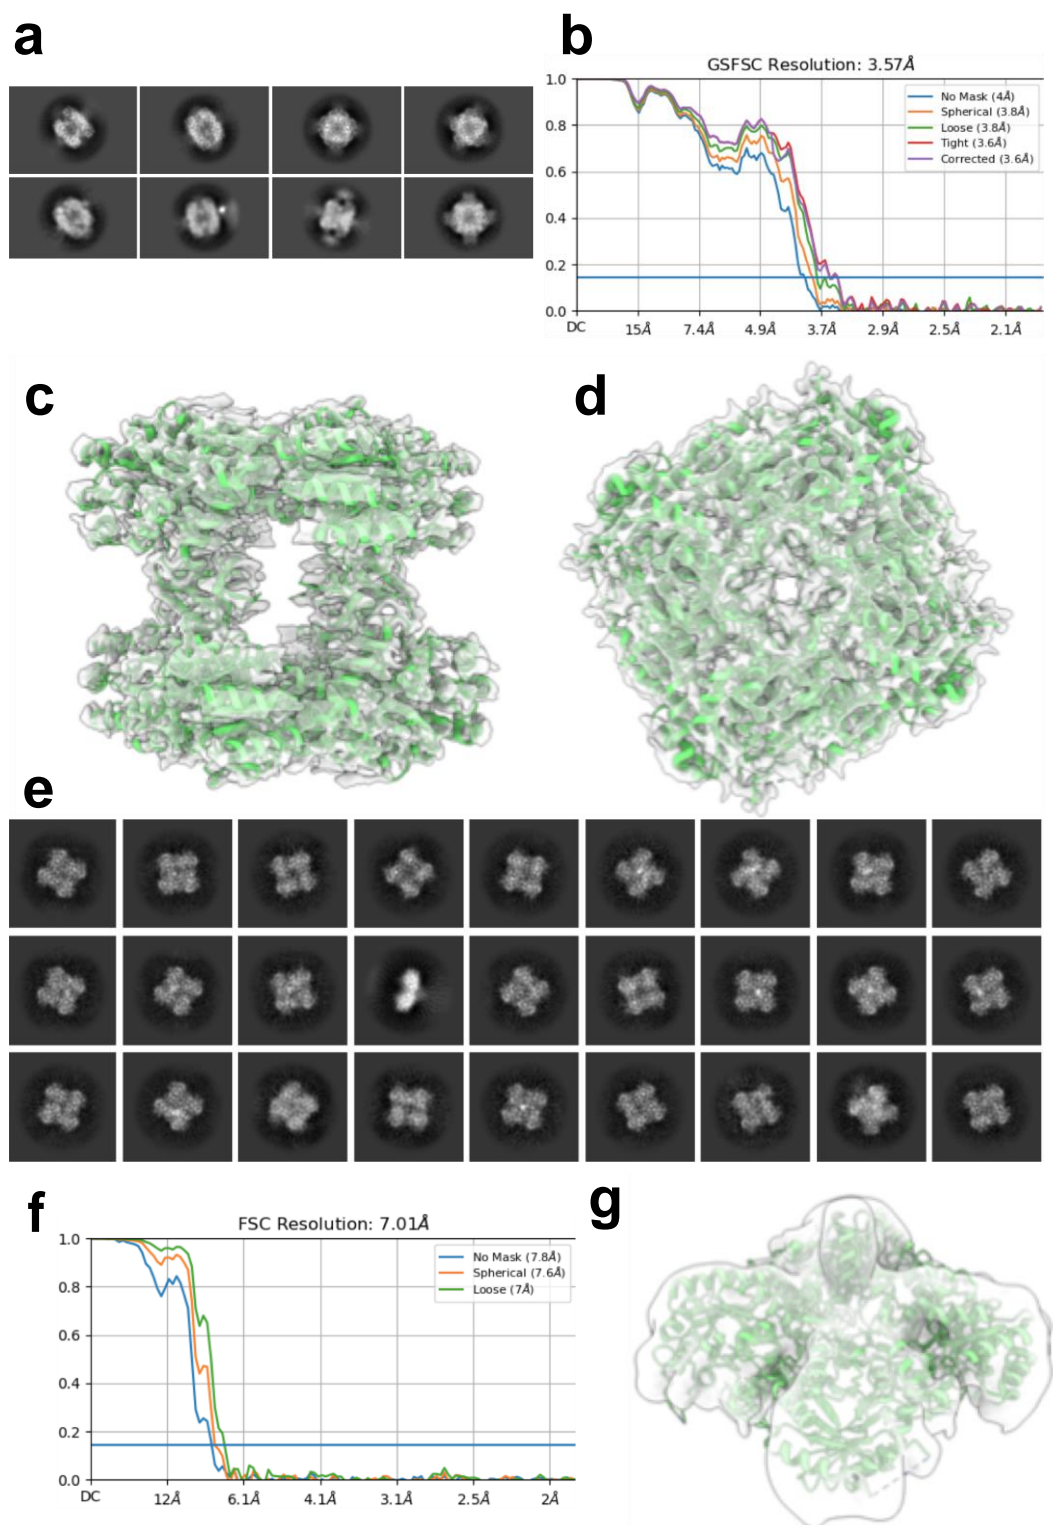 a
b
GSFSC Resolution: 3.57Å
1.0
0.8
0.6
0.4
0.2
0.0
No Mask (4Å)
Spherical (3.8Å)
Loose (3.8Å)
Tight (3.6Å)
Corrected (3.6Å)
DC 15Å 7.4Å 4.9Å 3.7Å 2.9Å 2.5Å 2.1Å
c
d
e
f
FSC Resolution: 7.01Å
1.0
0.8
0.6
0.4
0.2
0.0
No Mask (7.8Å)
Spherical (7.6Å)
Loose (7Å)
DC 12Å 6.1Å 4.1Å 3.1Å 2.5Å 2Å
g